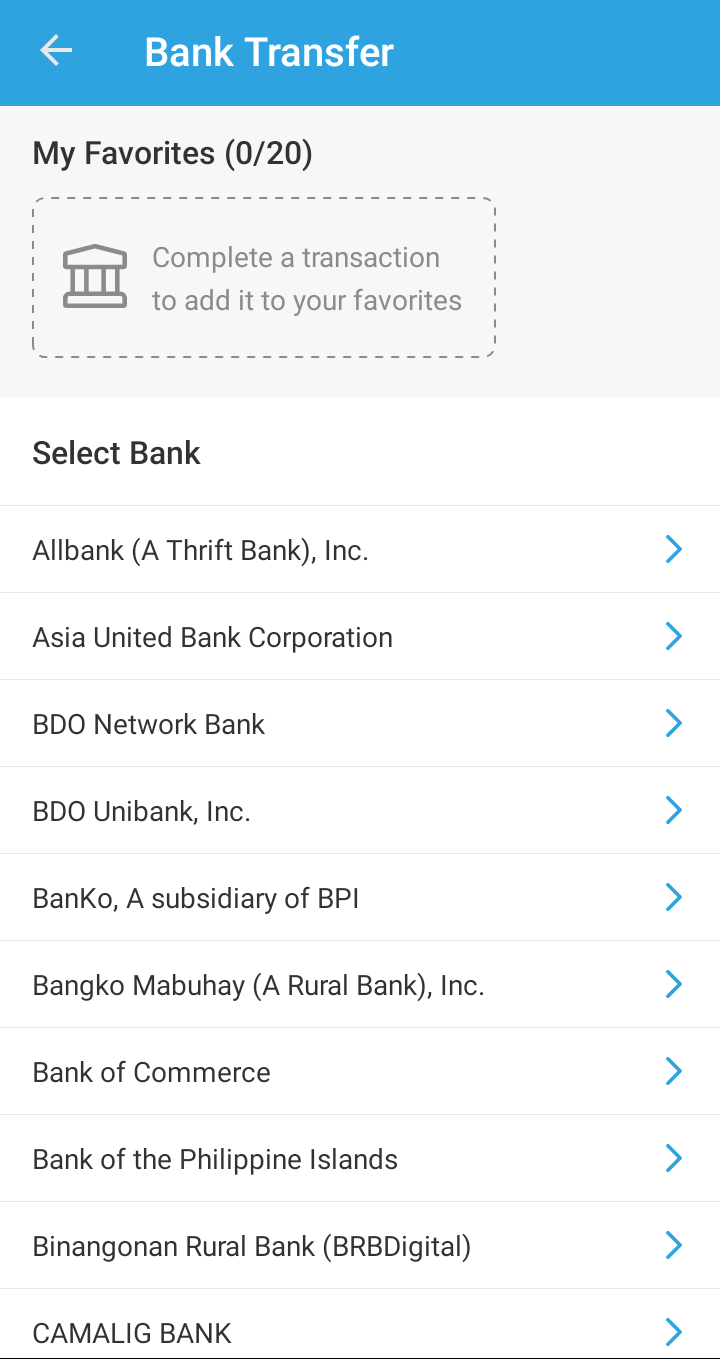 Bank Transfer
My Favorites (0/20)
Complete a transaction
to add it to your favorites
Select Bank
Allbank (A Thrift Bank), Inc.
Asia United Bank Corporation
BDO Network Bank
BDO Unibank, Inc.
BanKo, A subsidiary of BPI
Bangko Mabuhay (A Rural Bank), Inc.
Bank of Commerce
Bank of the Philippine Islands
Binangonan Rural Bank (BRBDigital)
CAMALIG BANK